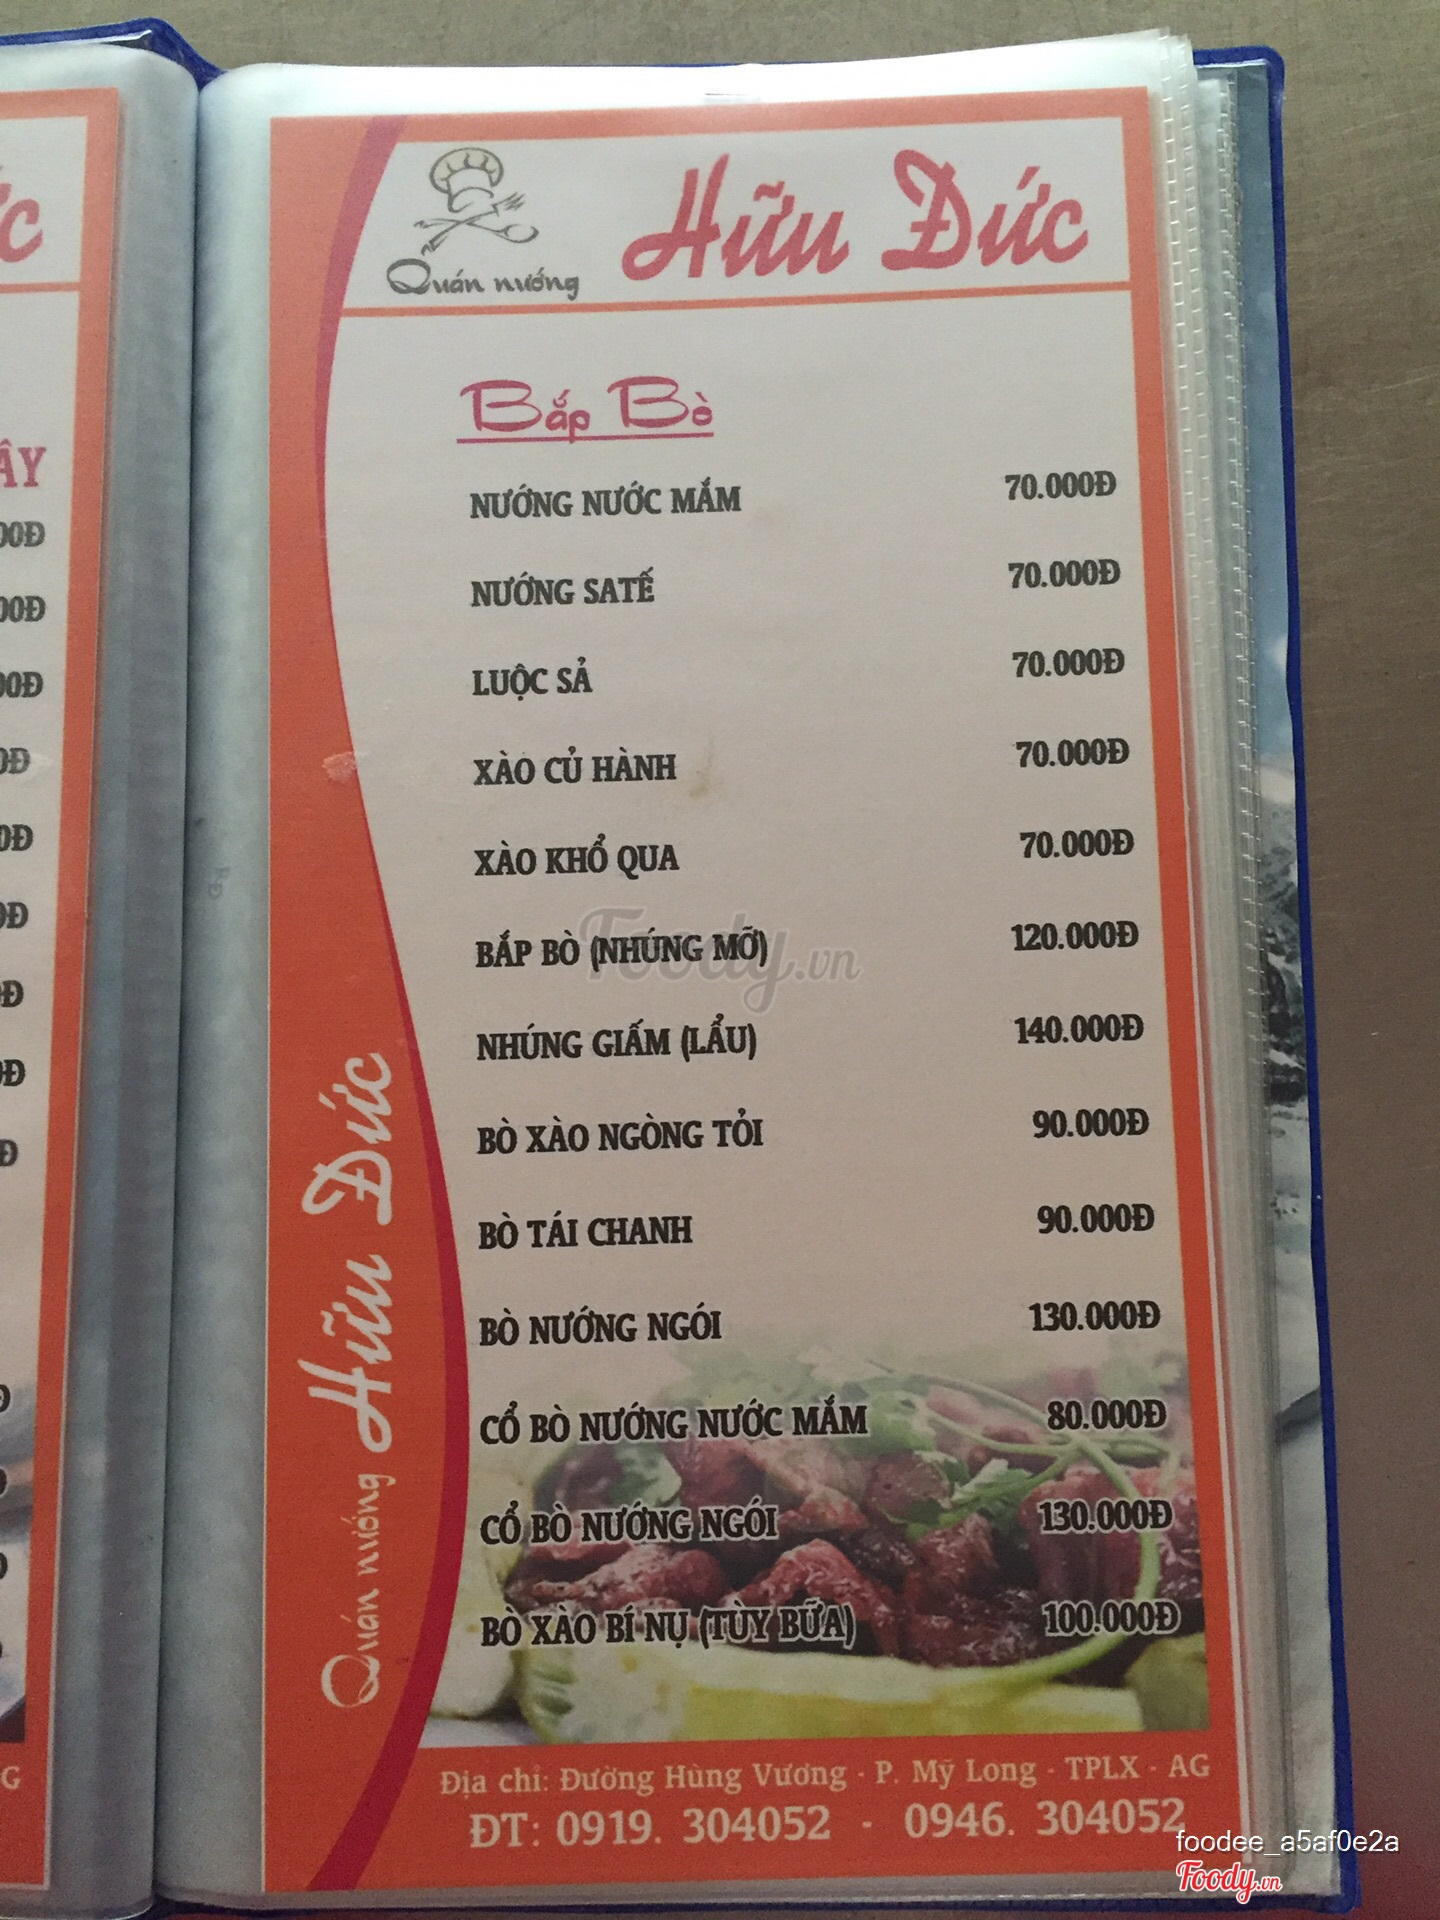 Quán nướng Hữu Đức
Bắp Bò
NƯỚNG NƯỚC MẮM 70.000Đ
NƯỚNG SATẾ 70.000Đ
LUỘC SẢ 70.000Đ
XÀO CỦ HÀNH 70.000Đ
XÀO KHỔ QUA 70.000Đ
BẮP BÒ (NHÚNG MỠ) 120.000Đ
NHÚNG GIẤM (LẨU) 140.000Đ
BÒ XÀO NGÒNG TỎI 90.000Đ
BÒ TÁI CHANH 90.000Đ
BÒ NƯỚNG NGÓI 130.000Đ
CỔ BÒ NƯỚNG NƯỚC MẮM 80.000Đ
CỔ BÒ NƯỚNG NGÓI 130.000Đ
BÒ XÀO BÍ NỤ (TÙY BỮA) 100.000Đ
Quán nướng Hữu Đức
Địa chỉ: Đường Hùng Vương - P. Mỹ Long - TPLX - AG
ĐT: 0919. 304052 - 0946. 304052
Foody.vn
foodee_a5af0e2a
Foody.vn